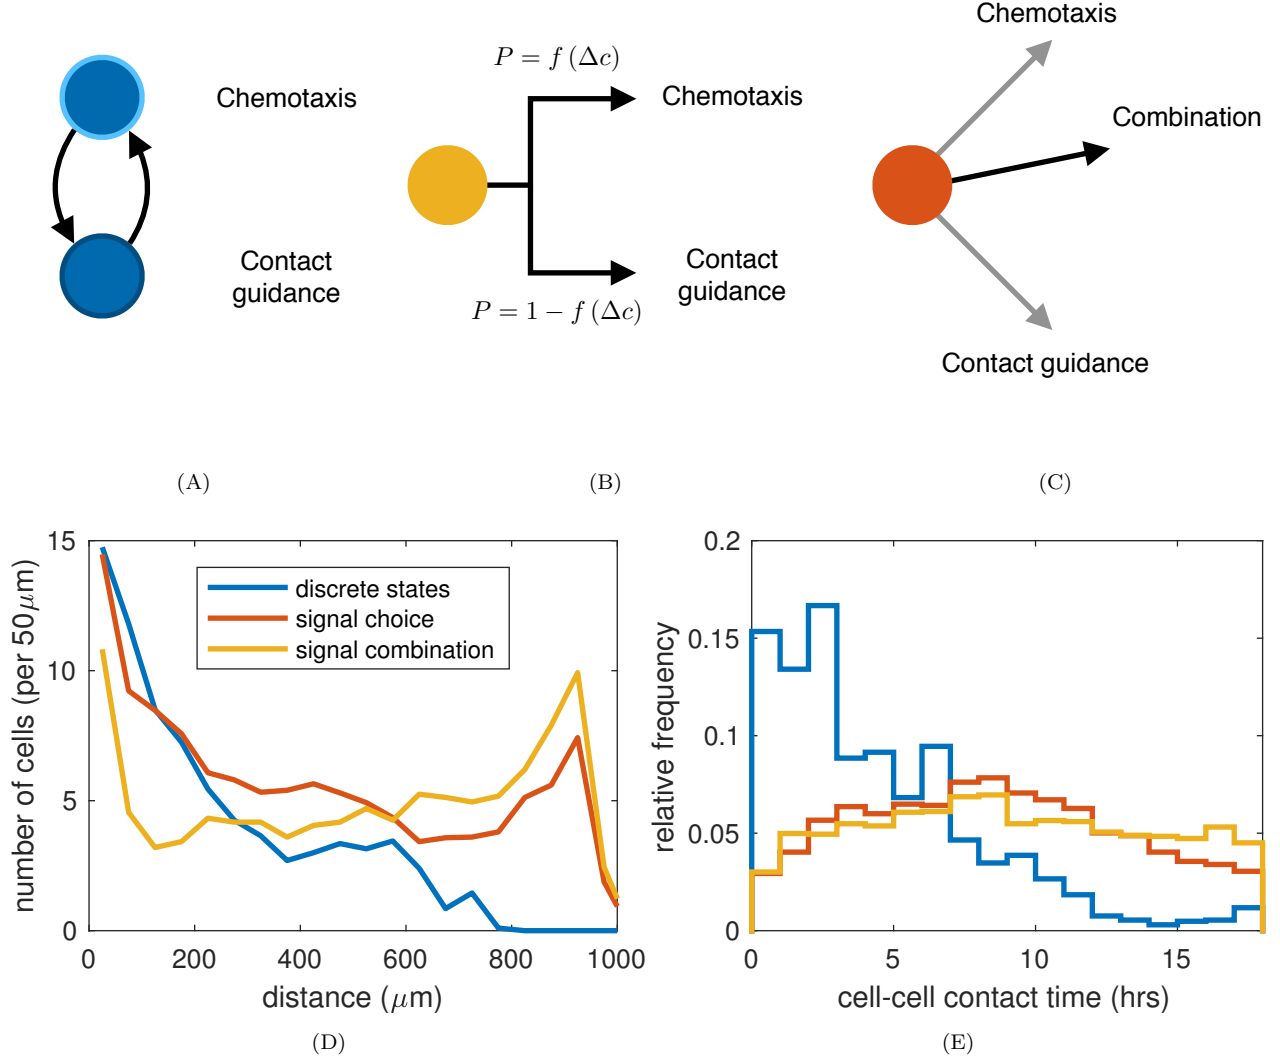 Chemotaxis
Contact
guidance
P = f (Δc)
Chemotaxis
Contact
guidance
P = 1 − f (Δc)
Chemotaxis
Combination
Contact guidance
(A)
(B)
(C)
15
10
5
0
0 200 400 600 800 1000
number of cells (per 50μm)
distance (μm)
discrete states
signal choice
signal combination
0.2
0.15
0.1
0.05
0
0 5 10 15
relative frequency
cell-cell contact time (hrs)
(D)
(E)